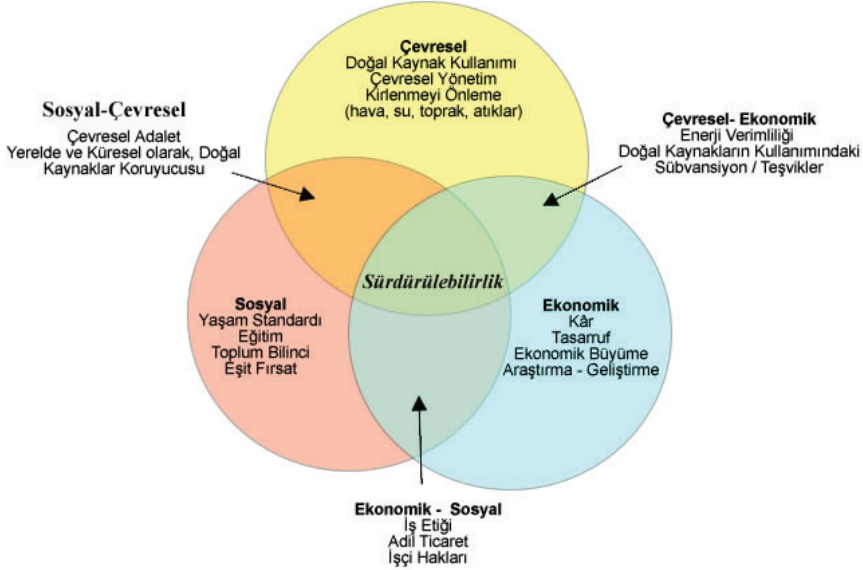 Çevresel
Doğal Kaynak Kullanımı
Çevresel Yönetim
Kirlenmeyi Önleme
(hava, su, toprak, atıklar)
Sosyal-Çevresel
Çevresel Adalet
Yerelde ve Küresel olarak, Doğal
Kaynaklar Koruyucusu
Çevresel- Ekonomik
Enerji Verimliliği
Doğal Kaynakların Kullanımındaki
Sübvansiyon / Teşvikler
Sürdürülebilirlik
Sosyal
Yaşam Standardı
Eğitim
Toplum Bilinci
Eşit Fırsat
Ekonomik
Kâr
Tasarruf
Ekonomik Büyüme
Araştırma - Geliştirme
Ekonomik - Sosyal
İş Etiği
Adil Ticaret
İşçi Hakları